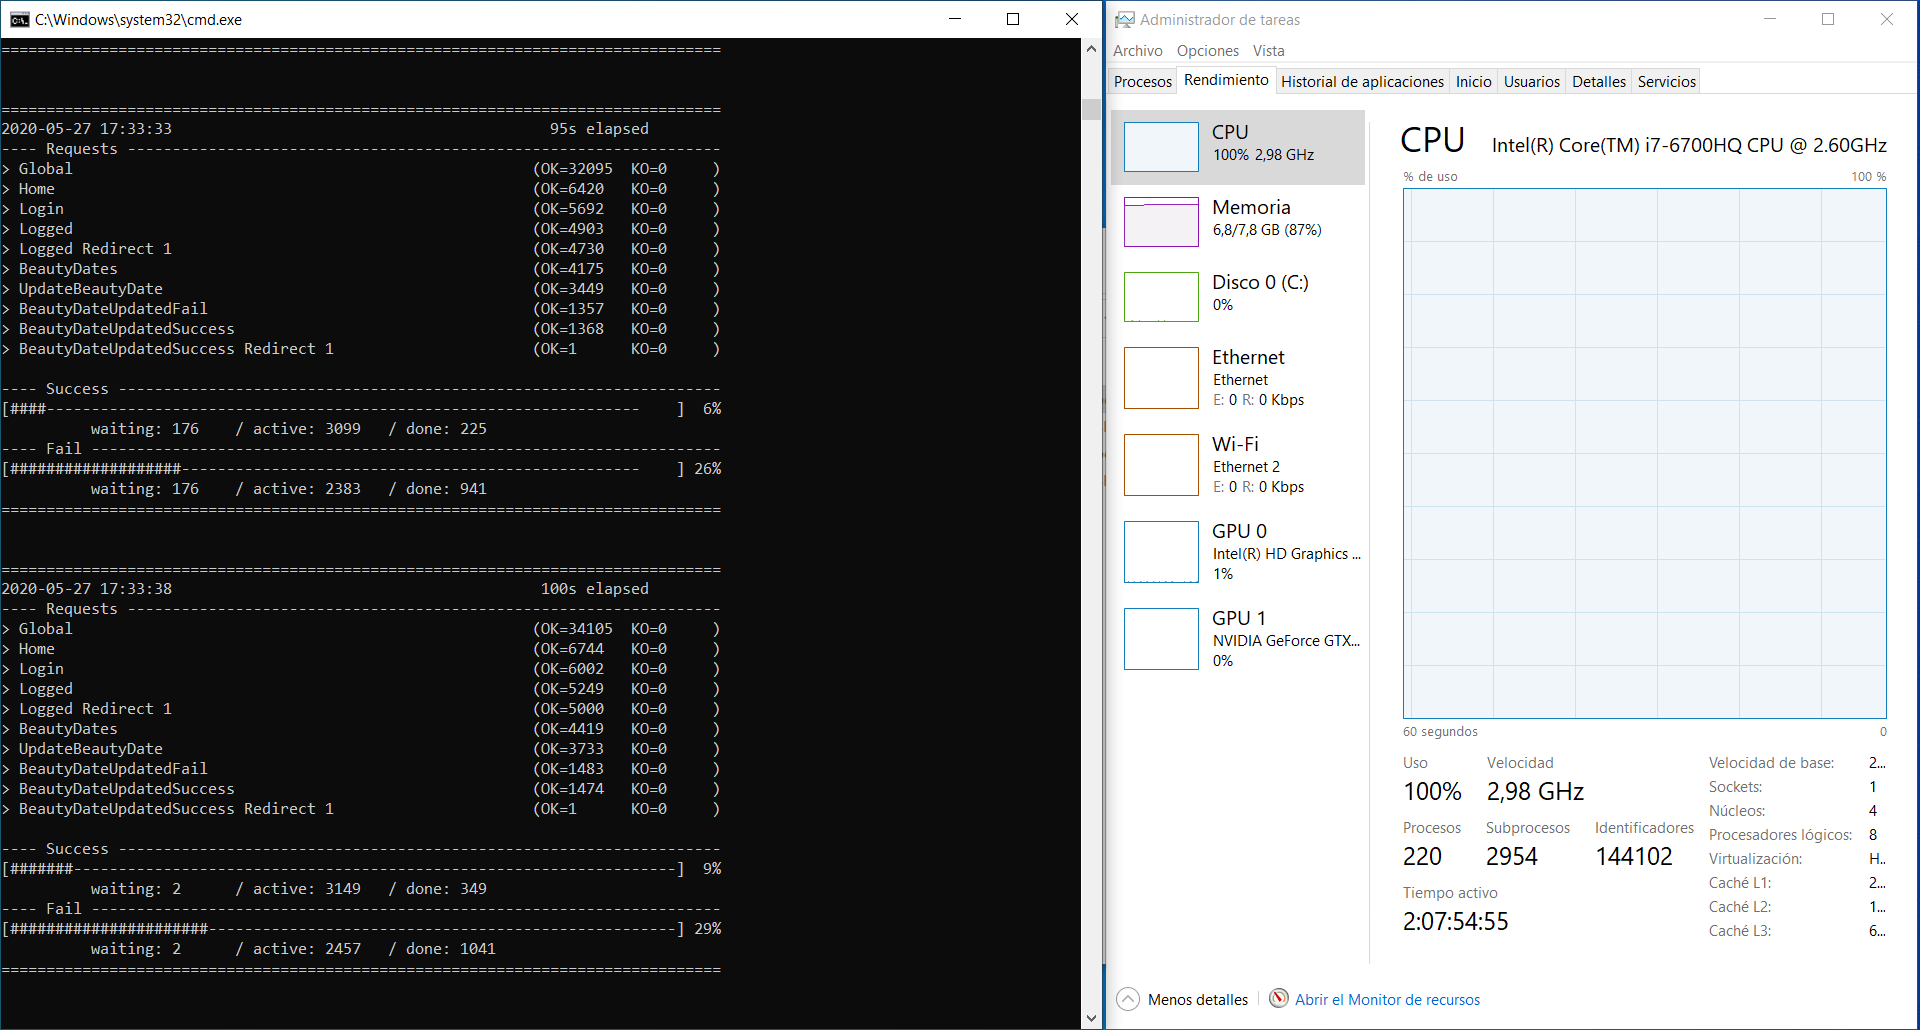 C:\Windows\system32\cmd.exe
================================================================================
================================================================================
2020-05-27 17:33:33                                          95s elapsed
---- Requests ------------------------------------------------------------------
> Global                                                   (OK=32095  KO=0     )
> Home                                                     (OK=6420   KO=0     )
> Login                                                    (OK=5692   KO=0     )
> Logged                                                   (OK=4903   KO=0     )
> Logged Redirect 1                                        (OK=4730   KO=0     )
> BeautyDates                                              (OK=4175   KO=0     )
> UpdateBeautyDate                                         (OK=3449   KO=0     )
> BeautyDateUpdatedFail                                    (OK=1357   KO=0     )
> BeautyDateUpdatedSuccess                                 (OK=1368   KO=0     )
> BeautyDateUpdatedSuccess Redirect 1                      (OK=1      KO=0     )
---- Success -------------------------------------------------------------------
[####------------------------------------------------------------------    ]  6%
          waiting: 176    / active: 3099   / done: 225
---- Fail ----------------------------------------------------------------------
[###################---------------------------------------------------    ] 26%
          waiting: 176    / active: 2383   / done: 941
================================================================================
================================================================================
2020-05-27 17:33:38                                         100s elapsed
---- Requests ------------------------------------------------------------------
> Global                                                   (OK=34105  KO=0     )
> Home                                                     (OK=6744   KO=0     )
> Login                                                    (OK=6002   KO=0     )
> Logged                                                   (OK=5249   KO=0     )
> Logged Redirect 1                                        (OK=5000   KO=0     )
> BeautyDates                                              (OK=4419   KO=0     )
> UpdateBeautyDate                                         (OK=3733   KO=0     )
> BeautyDateUpdatedFail                                    (OK=1483   KO=0     )
> BeautyDateUpdatedSuccess                                 (OK=1474   KO=0     )
> BeautyDateUpdatedSuccess Redirect 1                      (OK=1      KO=0     )
---- Success -------------------------------------------------------------------
[#######-------------------------------------------------------------------]  9%
          waiting: 2      / active: 3149   / done: 349
---- Fail ----------------------------------------------------------------------
[######################----------------------------------------------------] 29%
          waiting: 2      / active: 2457   / done: 1041
================================================================================
Administrador de tareas
Archivo Opciones Vista
Procesos Rendimiento Historial de aplicaciones Inicio Usuarios Detalles Servicios
CPU
100% 2,98 GHz
Memoria
6,8/7,8 GB (87%)
Disco 0 (C:)
0%
Ethernet
Ethernet
E: 0 R: 0 Kbps
Wi-Fi
Ethernet 2
E: 0 R: 0 Kbps
GPU 0
Intel(R) HD Graphics ...
1%
GPU 1
NVIDIA GeForce GTX...
0%
CPU Intel(R) Core(TM) i7-6700HQ CPU @ 2.60GHz
% de uso 100 %
60 segundos 0
Uso Velocidad
100% 2,98 GHz
Procesos Subprocesos Identificadores
220 2954 144102
Tiempo activo
2:07:54:55
Velocidad de base: 2...
Sockets: 1
Núcleos: 4
Procesadores lógicos: 8
Virtualización: H..
Caché L1: 2...
Caché L2: 1...
Caché L3: 6...
Menos detalles Abrir el Monitor de recursos